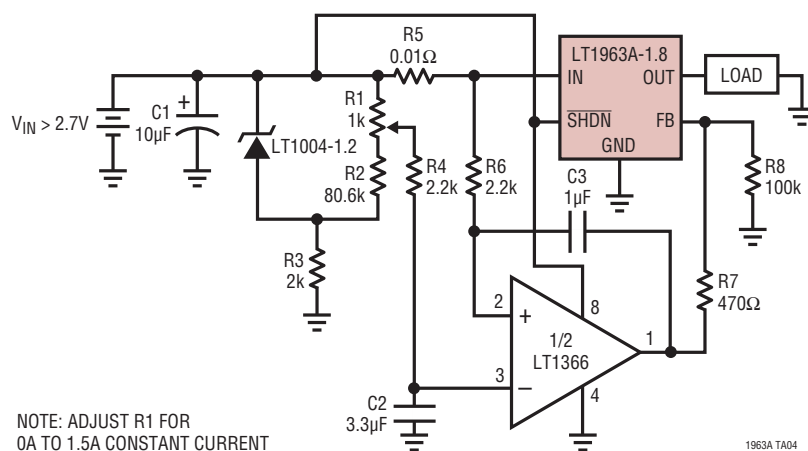 R5
0.01Ω
LT1963A-1.8
IN
OUT
LOAD
R1
1k
V_IN > 2.7V
C1
10µF
+
LT1004-1.2
SHDN
FB
GND
R2
80.6k
R4
2.2k
R6
2.2k
C3
1µF
R8
100k
R3
2k
R7
470Ω
2
+
8
1/2
LT1366
1
3
–
4
C2
3.3µF
NOTE: ADJUST R1 FOR
0A TO 1.5A CONSTANT CURRENT
1963A TA04